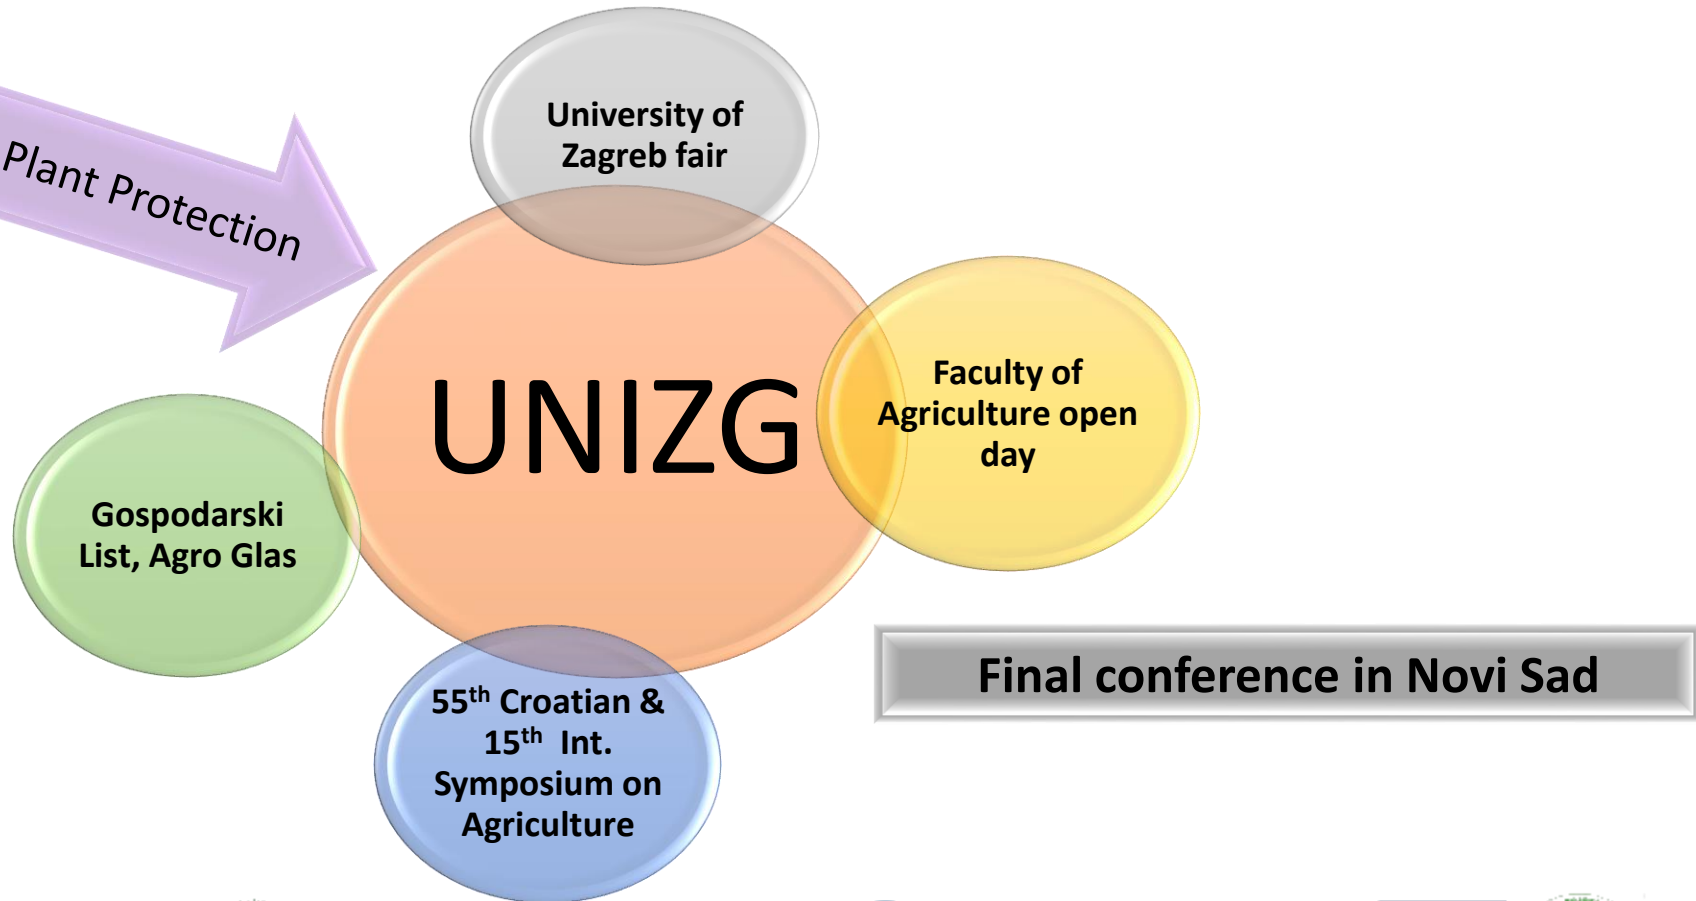 University of
Zagreb fair
Plant Protection
UNIZG
Faculty of
Agriculture open
day
Gospodarski
List, Agro Glas
55th Croatian &
15th Int.
Symposium on
Agriculture
Final conference in Novi Sad